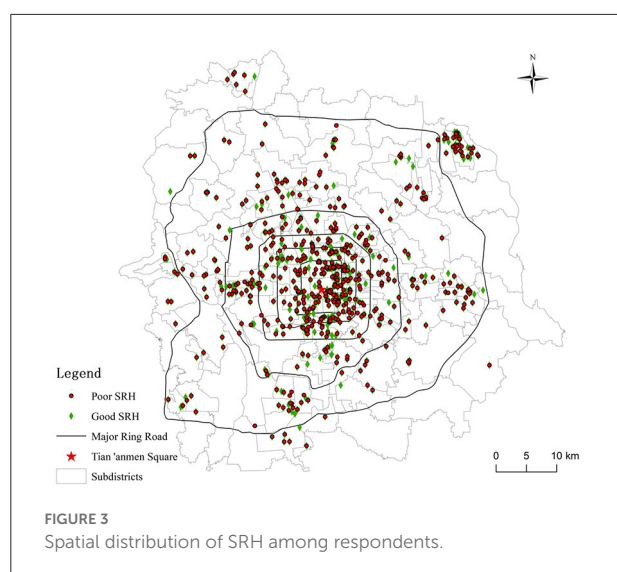 N
Legend
Poor SRH
Good SRH
Major Ring Road
Tian 'anmen Square
Subdistricts
0 5 10 km
FIGURE 3
Spatial distribution of SRH among respondents.